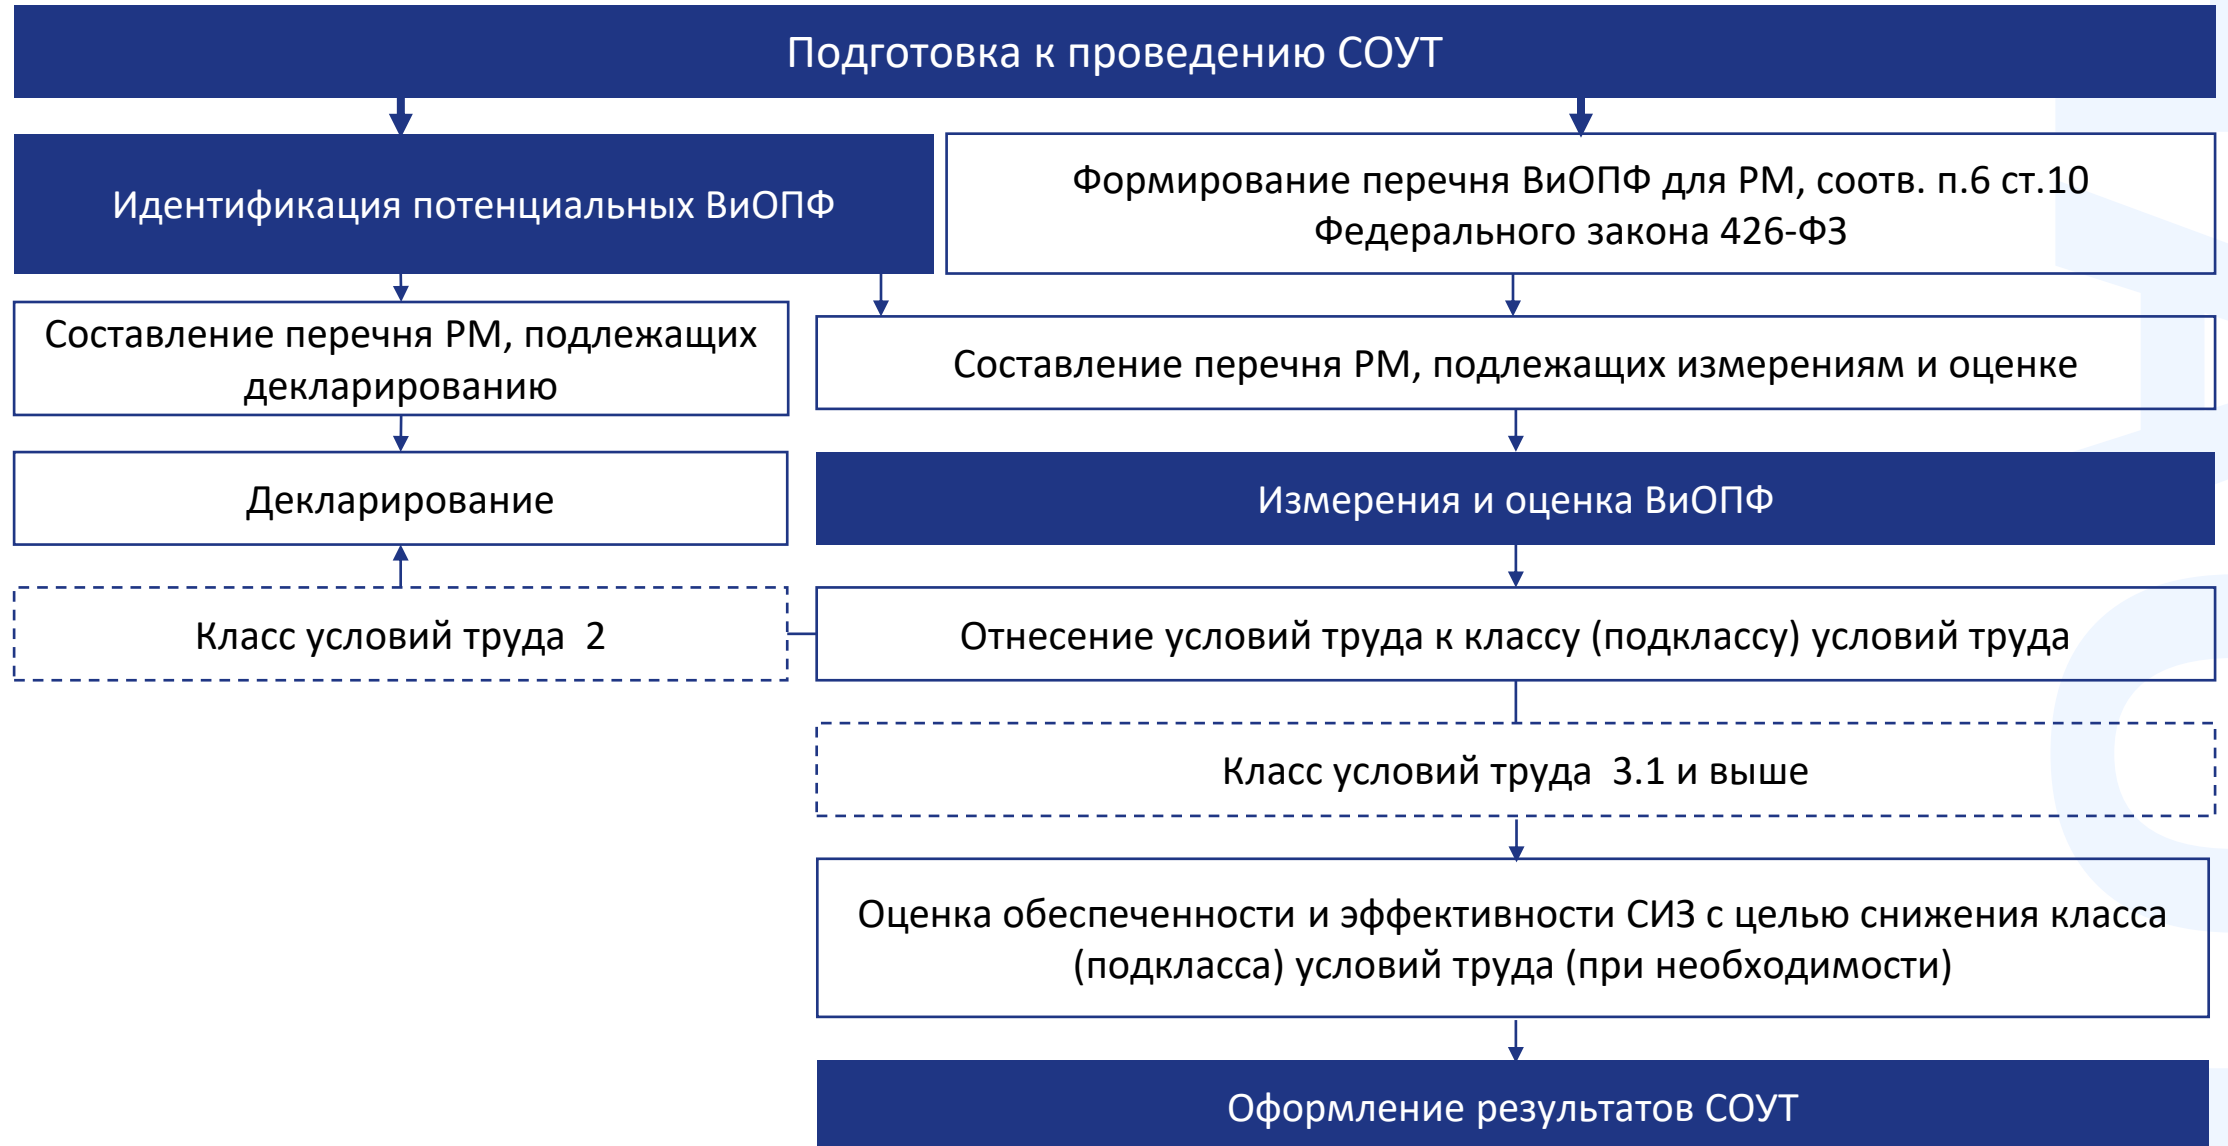 Подготовка к проведению СОУТ
Идентификация потенциальных ВиОПФ
Формирование перечня ВиОПФ для РМ, соотв. п.6 ст.10
Федерального закона 426-ФЗ
Составление перечня РМ, подлежащих
декларированию
Составление перечня РМ, подлежащих измерениям и оценке
Декларирование
Измерения и оценка ВиОПФ
Класс условий труда 2
Отнесение условий труда к классу (подклассу) условий труда
Класс условий труда 3.1 и выше
Оценка обеспеченности и эффективности СИЗ с целью снижения класса
(подкласса) условий труда (при необходимости)
Оформление результатов СОУТ